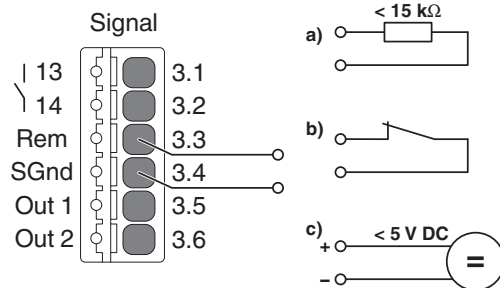 Signal
13 3.1
14 3.2
Rem 3.3
SGnd 3.4
Out 1 3.5
Out 2 3.6
a) < 15 kΩ
b)
c) < 5 V DC
+
=
–